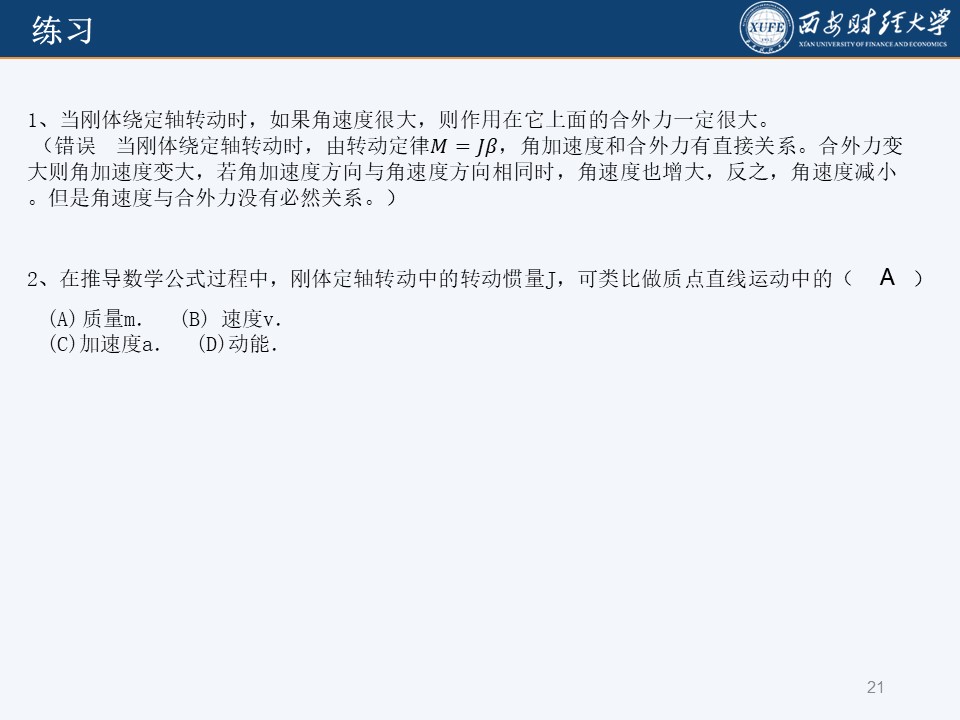 练习
XUFE
西安财经大学
XI'AN UNIVERSITY OF FINANCE AND ECONOMICS
1、当刚体绕定轴转动时，如果角速度很大，则作用在它上面的合外力一定很大。
（错误 当刚体绕定轴转动时，由转动定律M = Jβ，角加速度和合外力有直接关系。合外力变
大则角加速度变大，若角加速度方向与角速度方向相同时，角速度也增大，反之，角速度减小
。但是角速度与合外力没有必然关系。）
2、在推导数学公式过程中，刚体定轴转动中的转动惯量J，可类比做质点直线运动中的（ A ）
(A)质量m． (B) 速度v．
(C)加速度a． (D)动能．
21